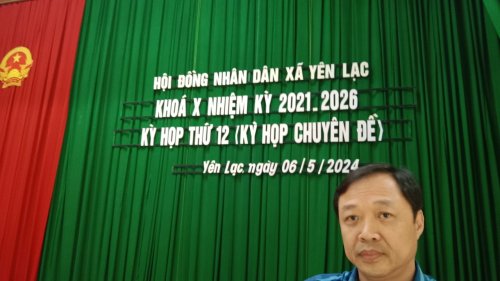 HỘI ĐỒNG NHÂN DÂN XÃ YÊN LẠC
KHOÁ X NHIỆM KỲ 2021-2026
KỲ HỌP THỨ 12 (KỲ HỌP CHUYÊN ĐỀ)
Yên Lạc, ngày 06/5/2024